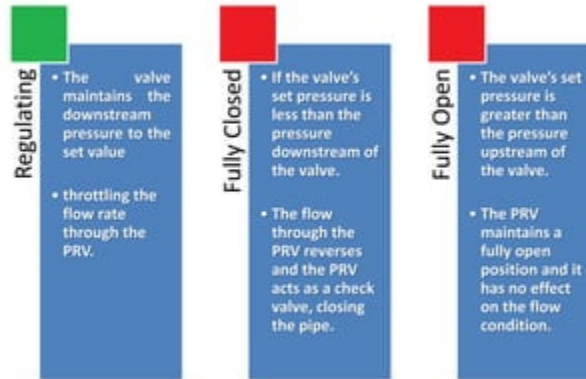 Regulating
• The valve
maintains the
downstream
pressure to the
set value
• throttling the
flow rate
through the
PRV.
Fully Closed
• If the valve's
set pressure is
less than the
pressure
downstream of
the valve.
• The flow
through the
PRV reverses
and the PRV
acts as a check
valve, closing
the pipe.
Fully Open
• The valve's set
pressure is
greater than
the pressure
upstream of
the valve.
• The PRV
maintains a
fully open
position and it
has no effect
on the flow
condition.